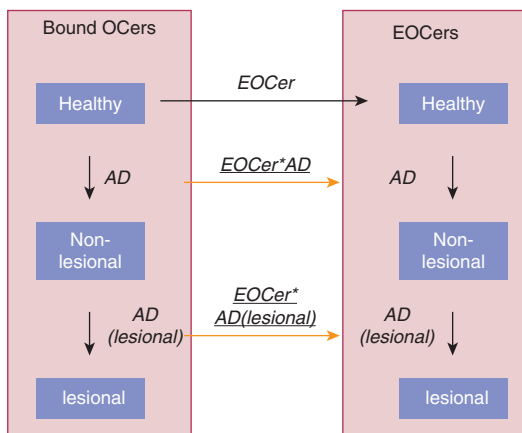 Bound OCers
EOCers
EOCer
Healthy
Healthy
AD
EOCer*AD
AD
Non-
lesional
Non-
lesional
EOCer*
AD(lesional)
AD
(lesional)
AD
(lesional)
lesional
lesional